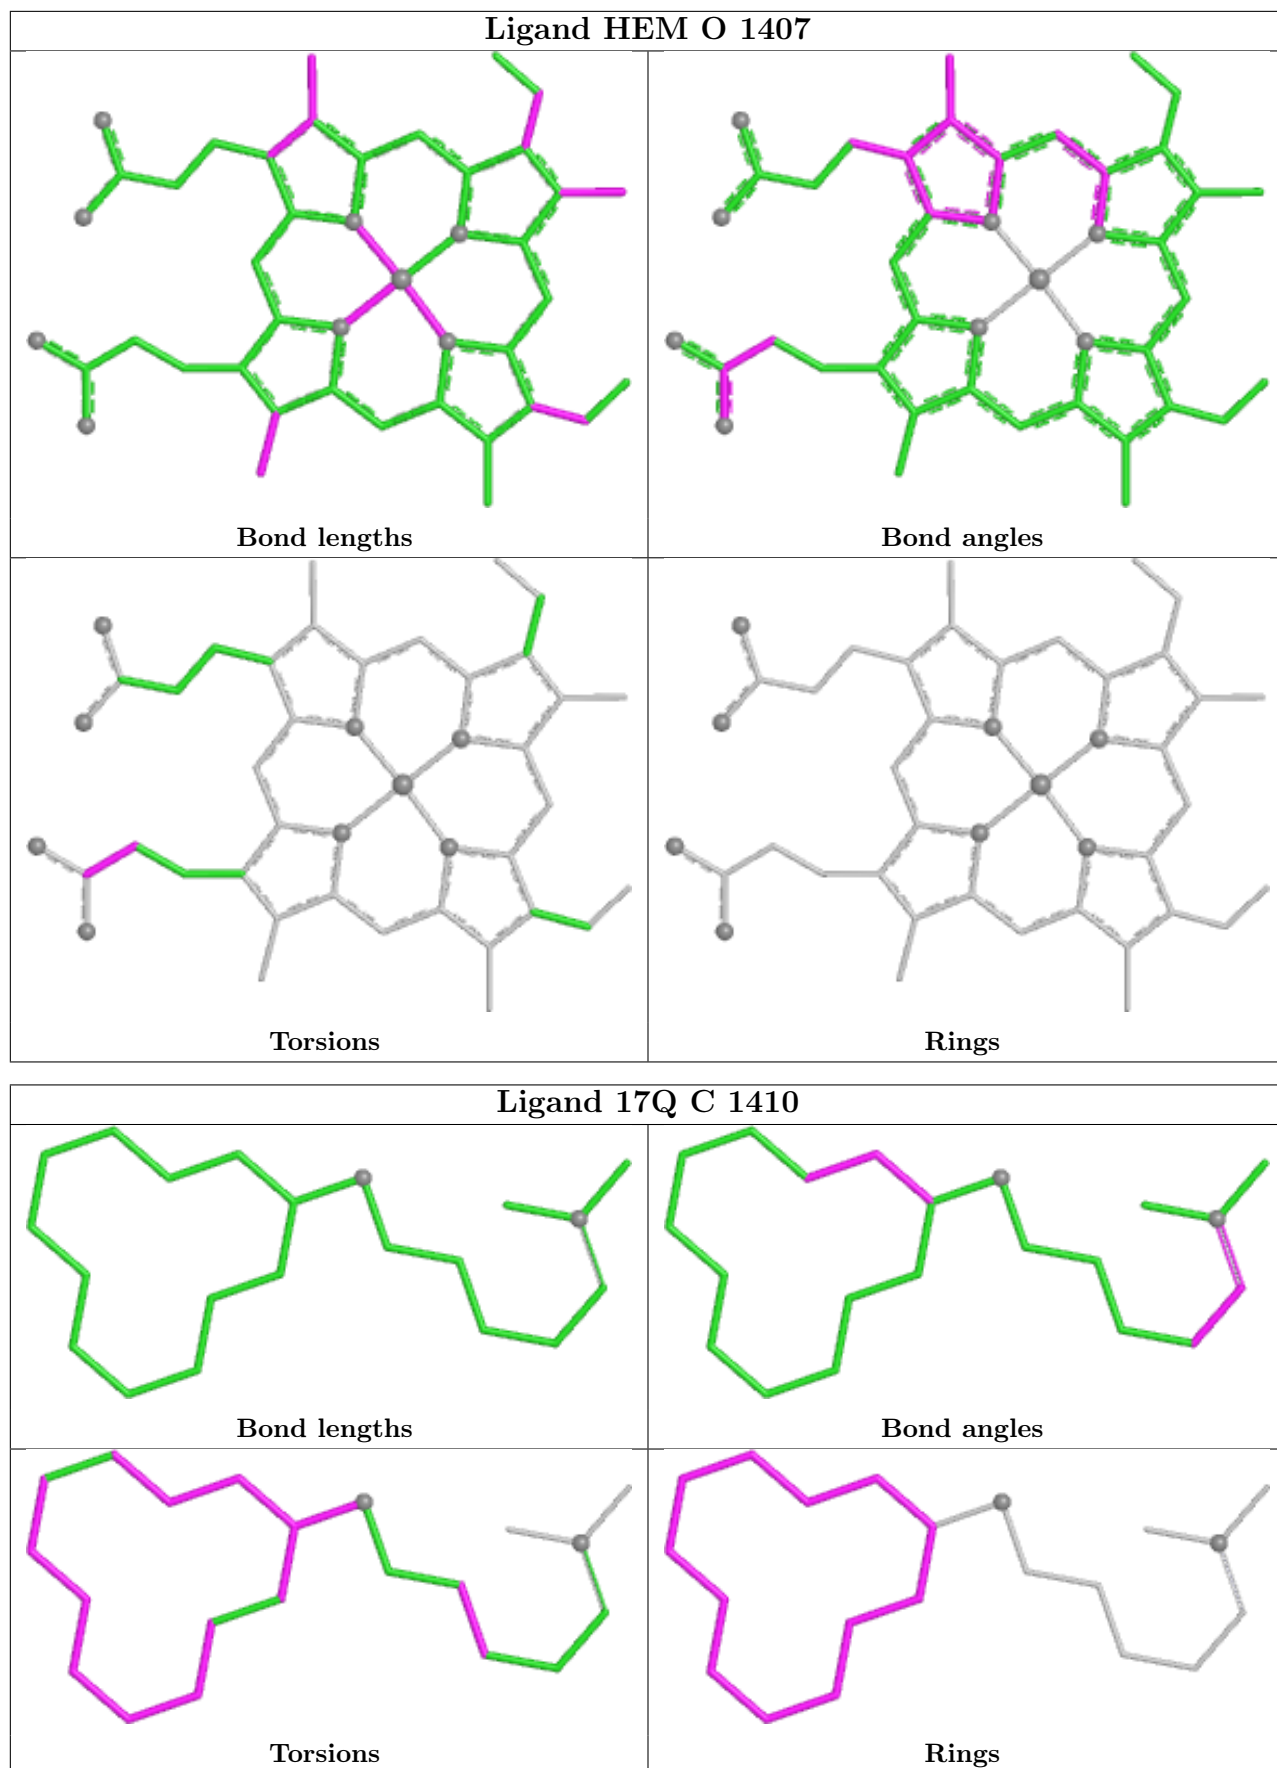 Ligand HEM O 1407
Bond lengths
Bond angles
Torsions
Rings
Ligand 17Q C 1410
Bond lengths
Bond angles
Torsions
Rings